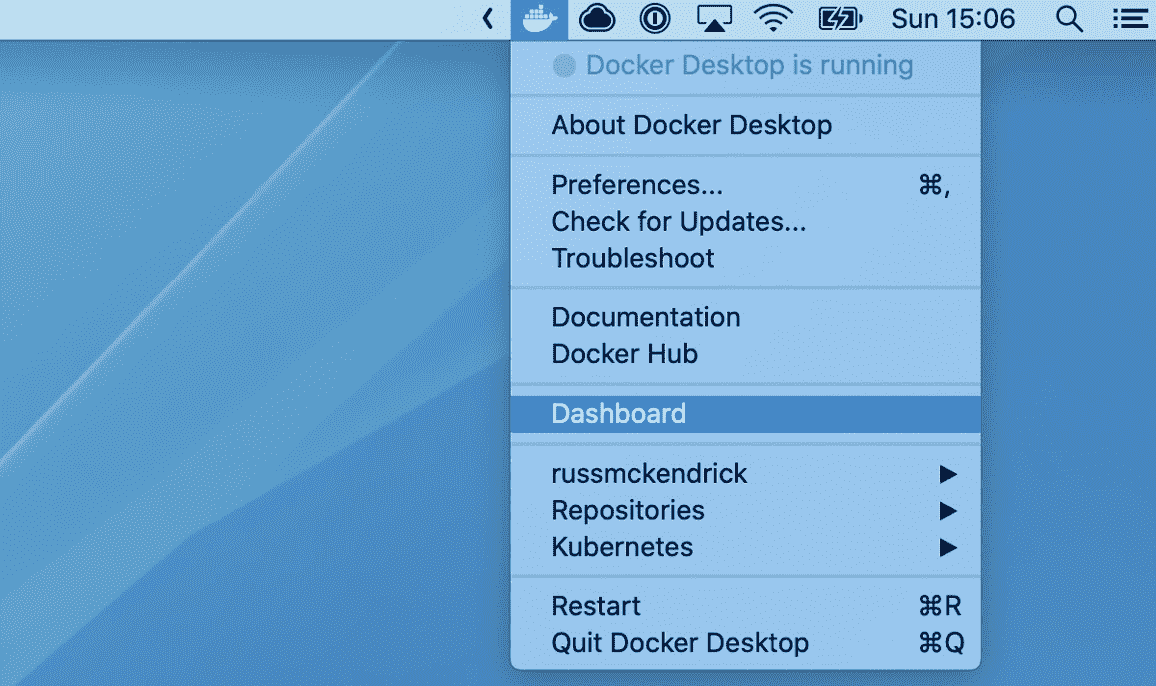 Sun 15:06
Docker Desktop is running
About Docker Desktop
Preferences... ⌘,
Check for Updates...
Troubleshoot
Documentation
Docker Hub
Dashboard
russmckendrick
Repositories
Kubernetes
Restart ⌘R
Quit Docker Desktop ⌘Q